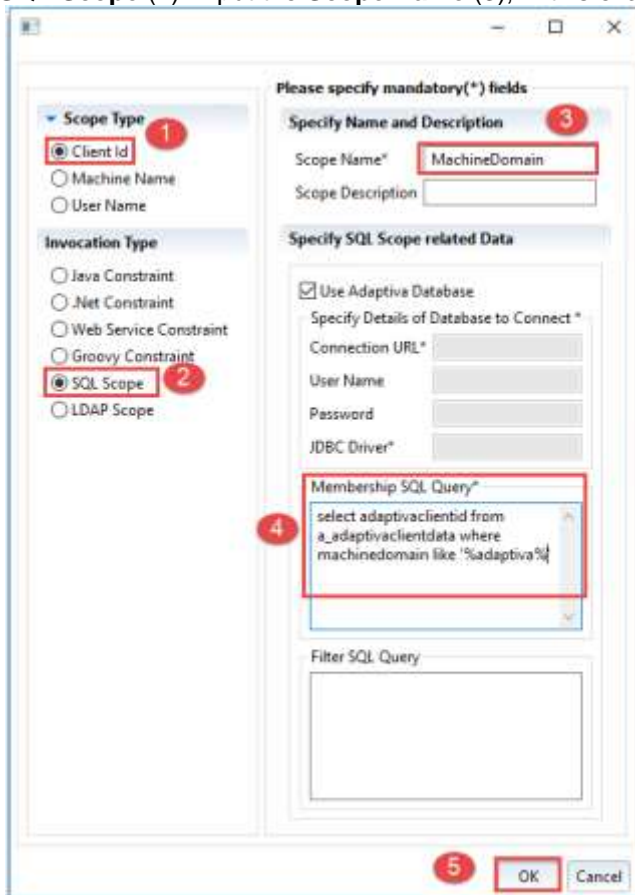 Please specify mandatory(*) fields
Scope Type
1
Client Id
Machine Name
User Name
Invocation Type
Java Constraint
.Net Constraint
Web Service Constraint
Groovy Constraint
SQL Scope
2
LDAP Scope
Specify Name and Description
3
Scope Name*
MachineDomain
Scope Description
Specify SQL Scope related Data
Use Adaptiva Database
Specify Details of Database to Connect *
Connection URL*
User Name
Password
JDBC Driver*
Membership SQL Query*
4
select adaptivaclientid from
a_adaptivaclientdata where
machinedomain like '%adaptiva%
Filter SQL Query
5
OK
Cancel